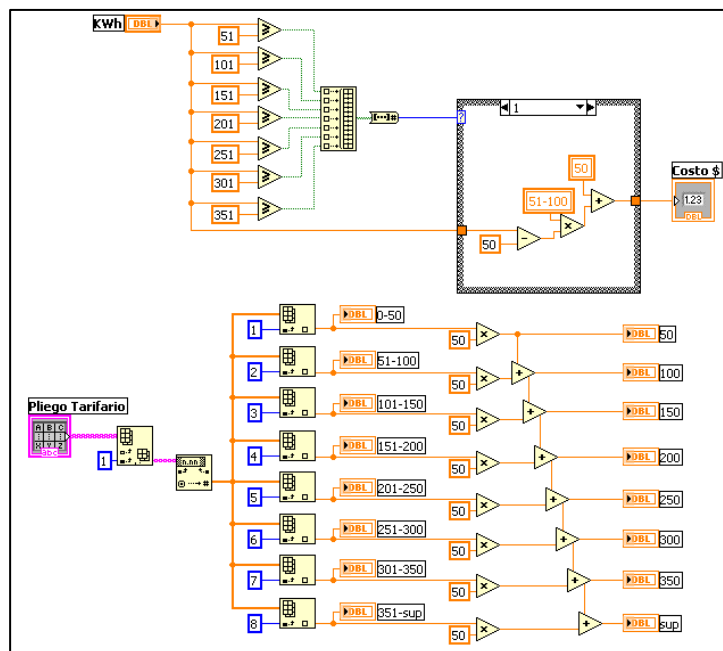 KWh DBL
51
101
151
201
251
301
351
1
?
50
51-100
50
Costo $
1.23
DBL
Pliego Tarifario
A B C
X Y Z
abc
1
n.nn
#
1 DBL 0-50 50 DBL 50
2 DBL 51-100 50 DBL 100
3 DBL 101-150 50 DBL 150
4 DBL 151-200 50 DBL 200
5 DBL 201-250 50 DBL 250
6 DBL 251-300 50 DBL 300
7 DBL 301-350 50 DBL 350
8 DBL 351-sup 50 DBL sup